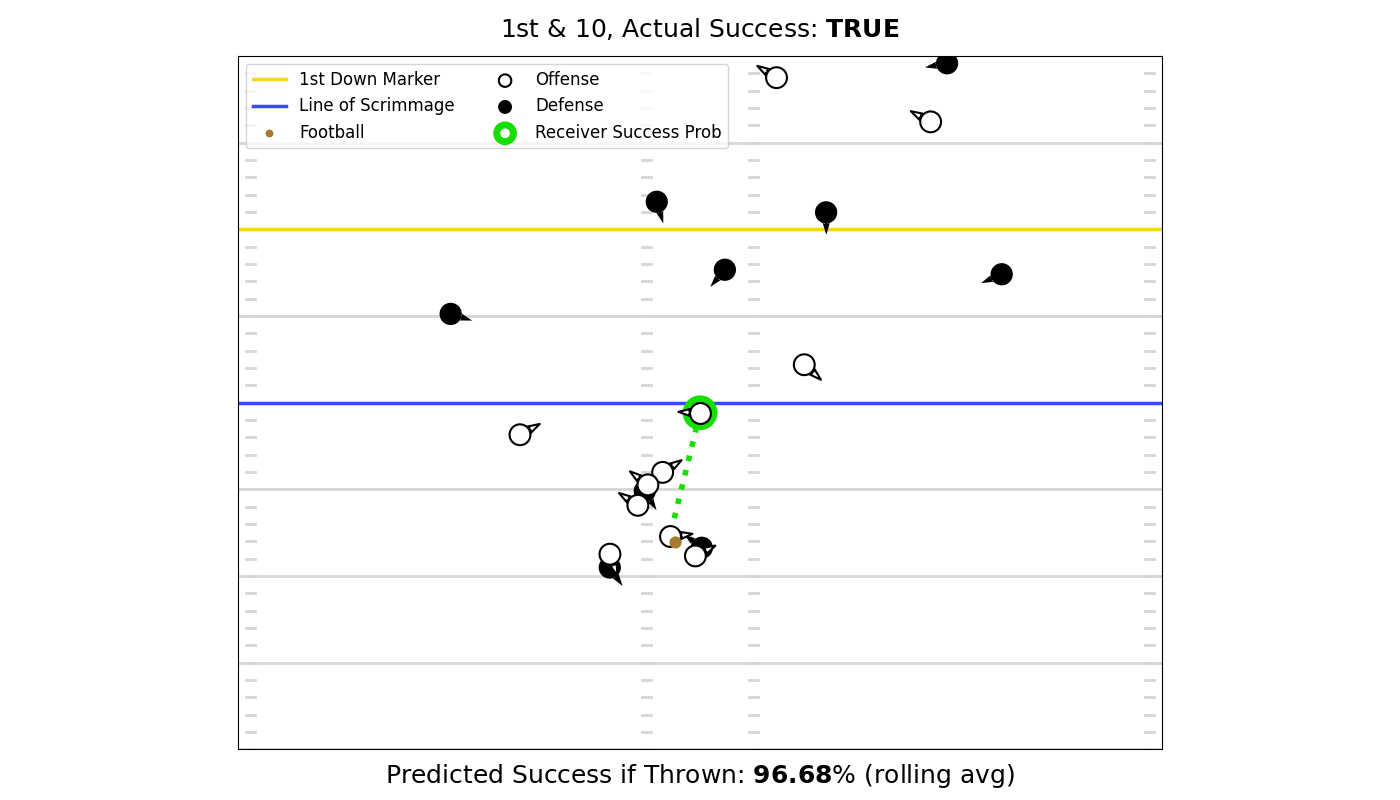 1st & 10, Actual Success: TRUE
1st Down Marker
Line of Scrimmage
Football
Offense
Defense
Receiver Success Prob
Predicted Success if Thrown: 96.68% (rolling avg)